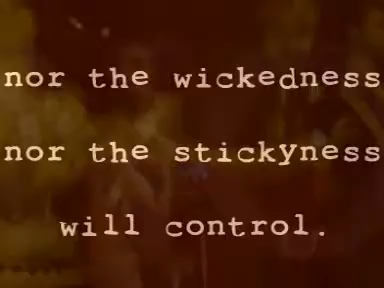 nor the wickedness
nor the stickyness
will control.